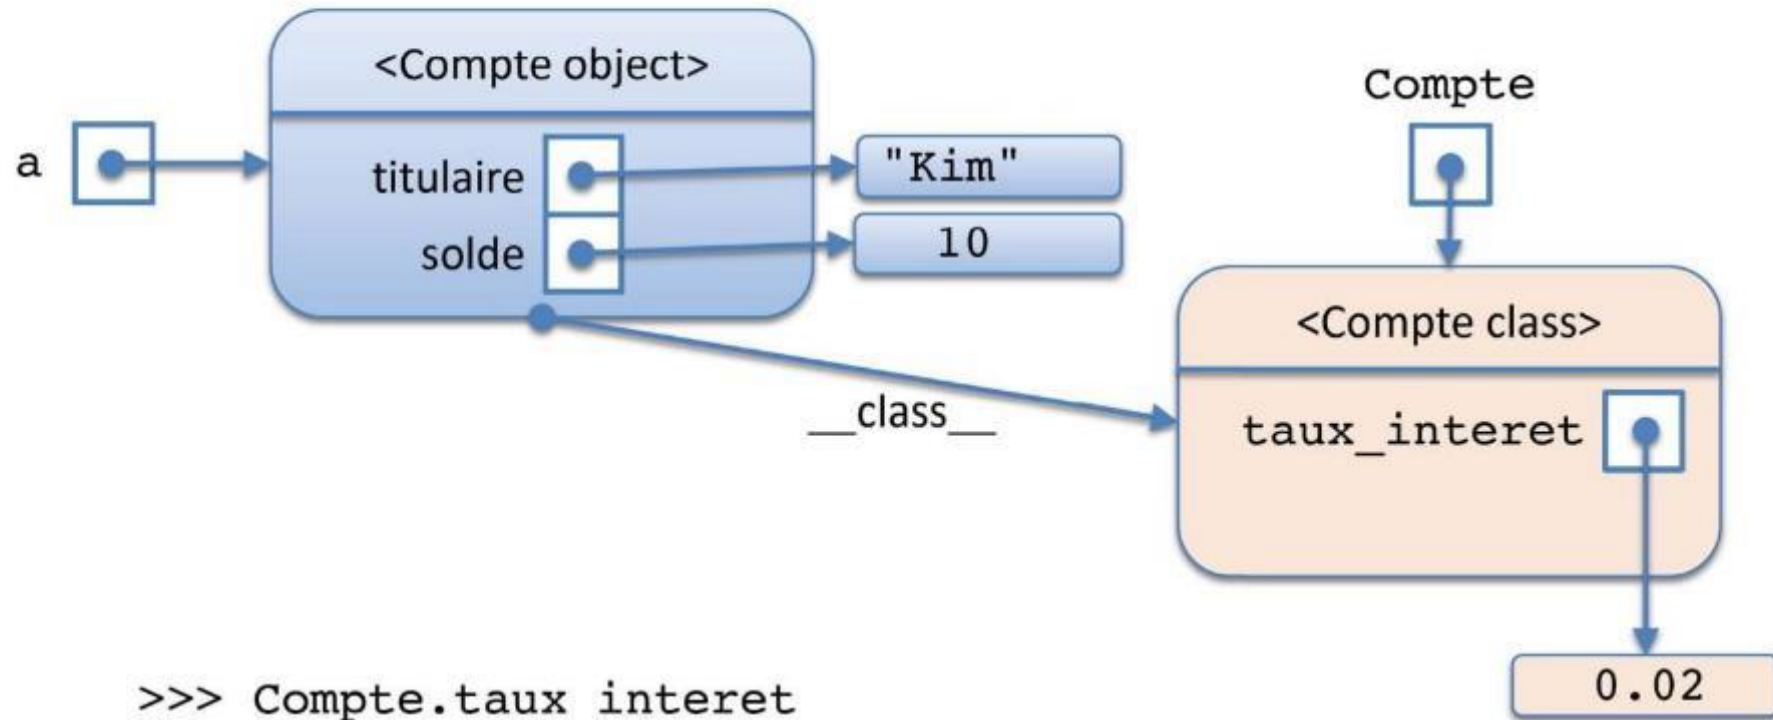 <Compte object>
Compte
a
titulaire
"Kim"
solde
10
<Compte class>
__class__
taux_interet
0.02
>>> Compte.taux interet